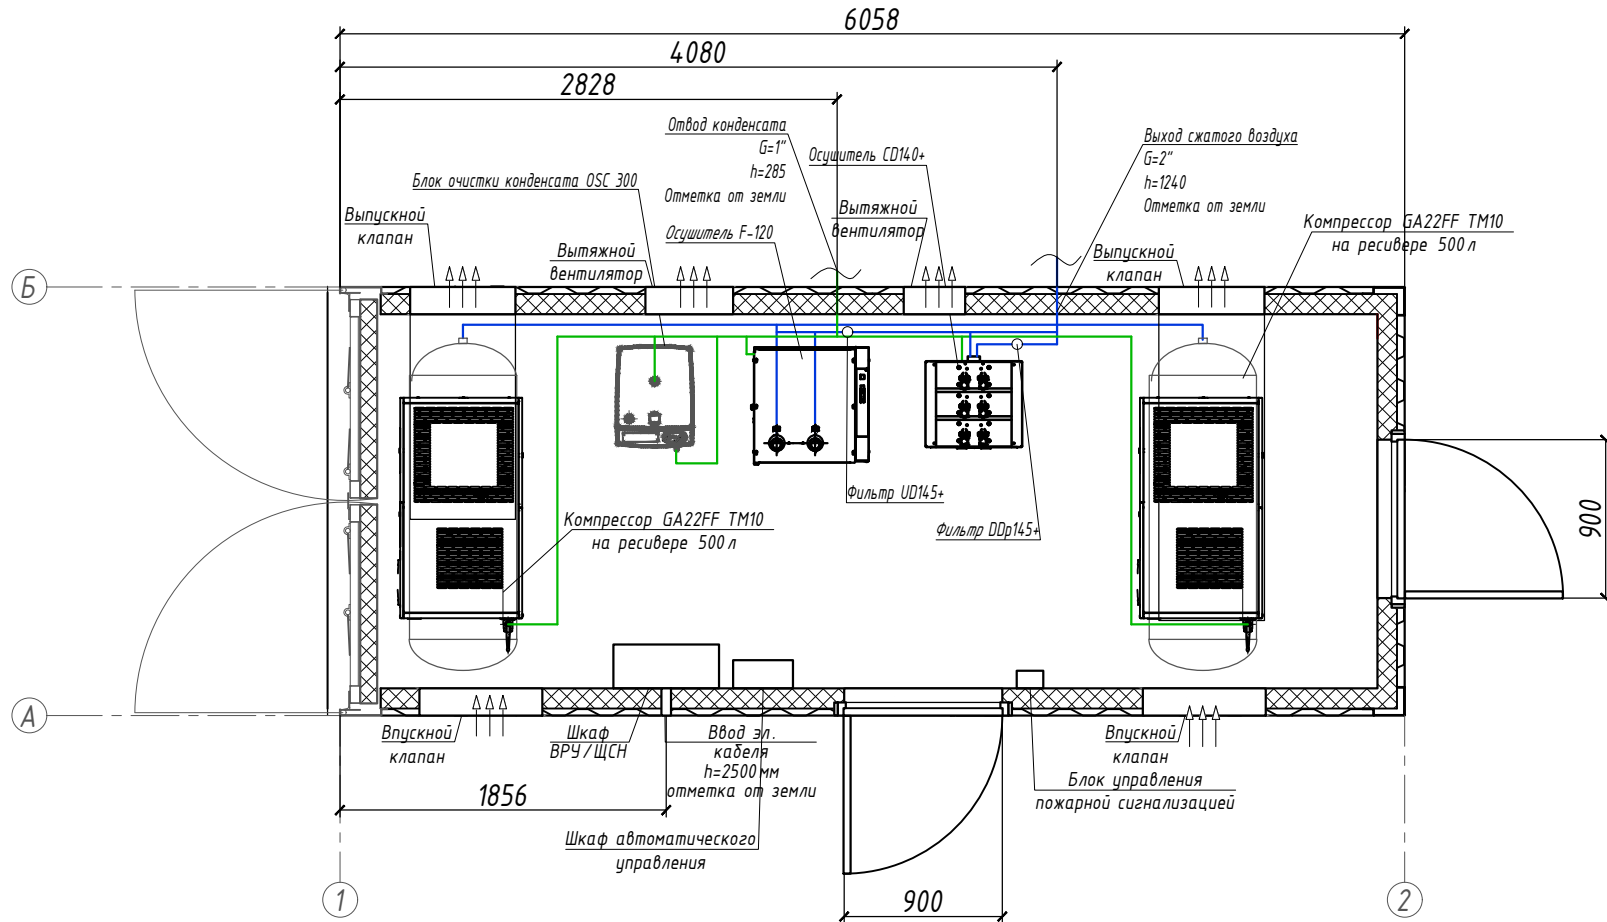 6058
4080
2828
Отвод конденсата
G=1"
h=285
Отметка от земли
Осушитель CD140+
Выход сжатого воздуха
G=2"
h=1240
Отметка от земли
Блок очистки конденсата OSC 300
Выпускной
клапан
Вытяжной
вентилятор
Осушитель F-120
Вытяжной
вентилятор
Выпускной
клапан
Компрессор GA22FF TM10
на ресивере 500 л
Б
Фильтр UD145+
Фильтр DDp145+
Компрессор GA22FF TM10
на ресивере 500 л
900
А
Впускной
клапан
Шкаф
ВРУ/ЩСН
Ввод эл.
кабеля
h=2500 мм
отметка от земли
Впускной
клапан
Блок управления
пожарной сигнализацией
1856
Шкаф автоматического
управления
900
1
2